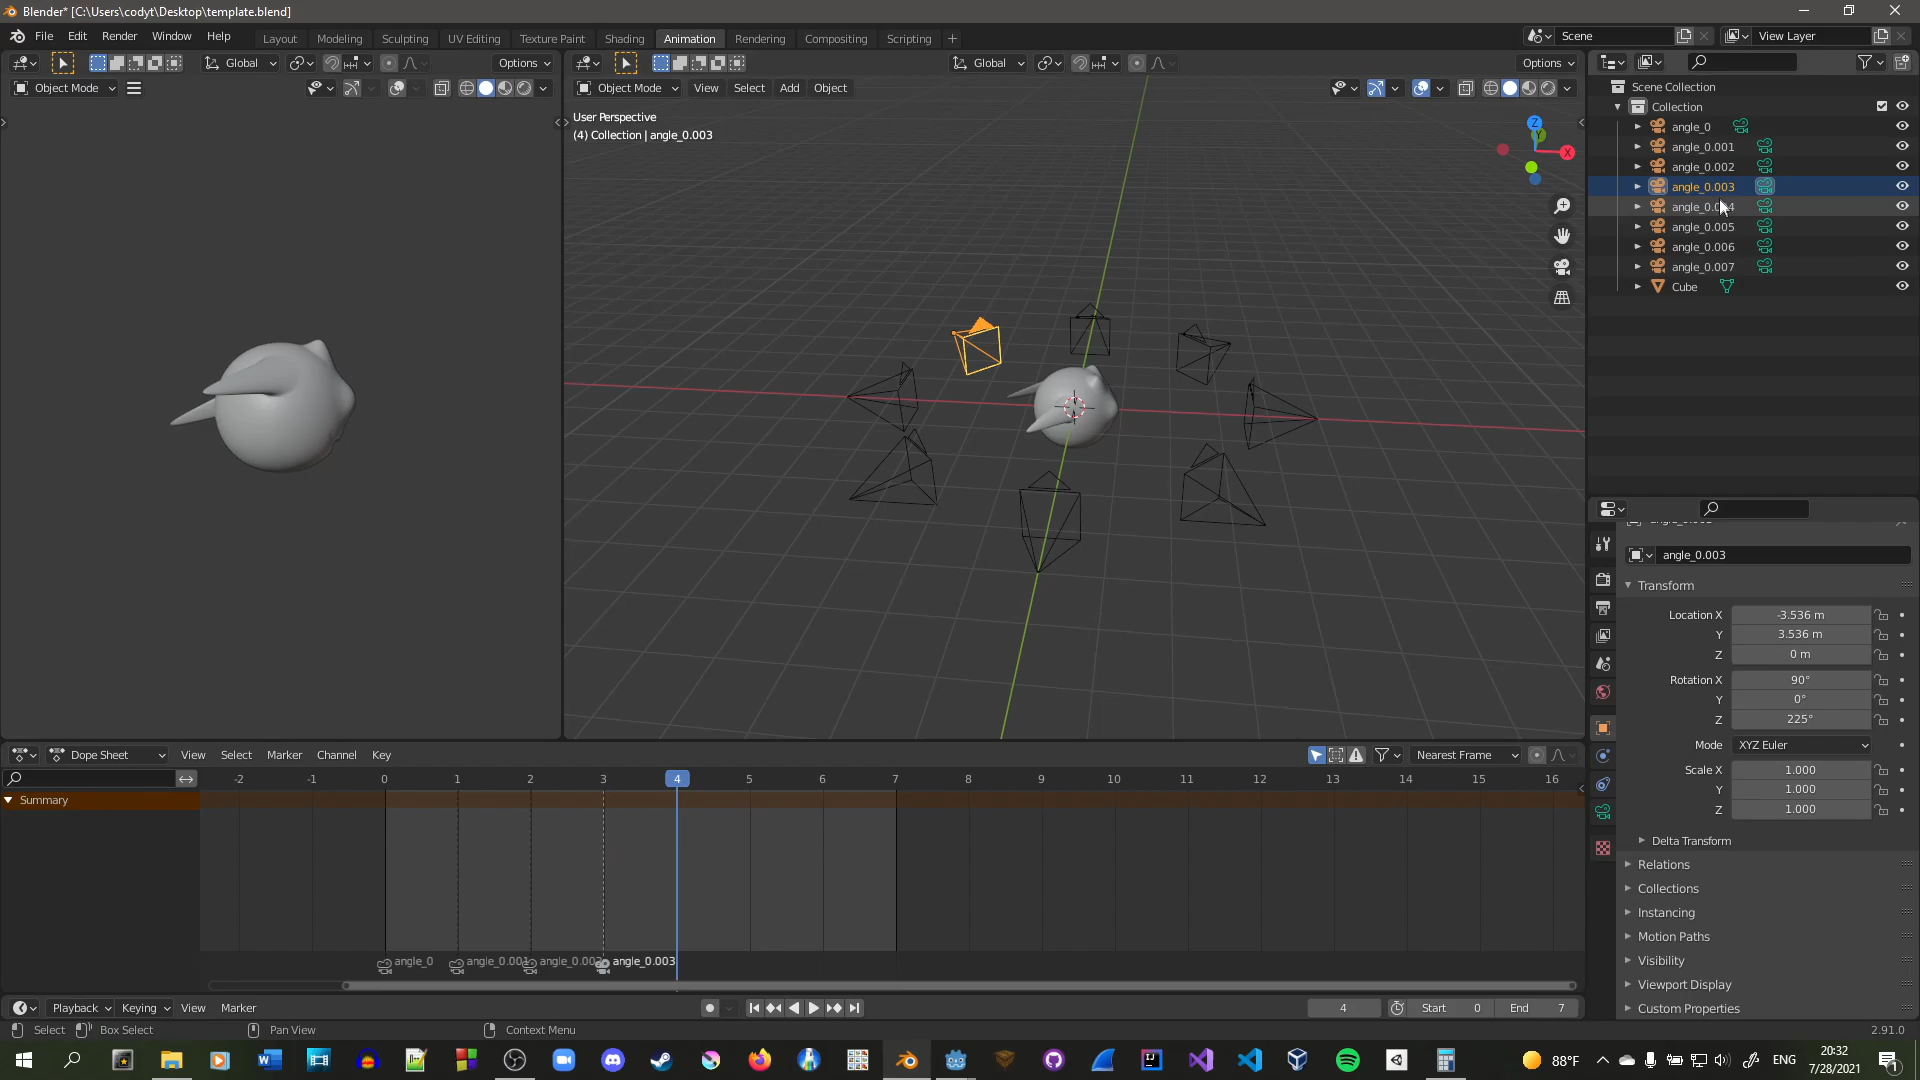 Blender* [C:\Users\codyt\Desktop\template.blend]
File Edit Render Window Help
Layout Modeling Sculpting UV Editing Texture Paint Shading Animation Rendering Compositing Scripting +
Scene
View Layer
Global
Options
Global
Options
Object Mode
Object Mode View Select Add Object
User Perspective
(4) Collection | angle_0.003
Z
X
Scene Collection
Collection
angle_0
angle_0.001
angle_0.002
angle_0.003
angle_0.005
angle_0.006
angle_0.007
Cube
angle_0.003
Transform
Location X -3.536 m
Y 3.536 m
Z 0 m
Rotation X 90°
Y 0°
Z 225°
Mode XYZ Euler
Scale X 1.000
Y 1.000
Z 1.000
Delta Transform
Relations
Collections
Instancing
Motion Paths
Visibility
Viewport Display
Custom Properties
Dope Sheet View Select Marker Channel Key
Nearest Frame
-2 -1 0 1 2 3 4 5 6 7 8 9 10 11 12 13 14 15 16
Summary
angle_0 angle_0.001 angle_0.003
Playback Keying View Marker
4 Start 0 End 7
Select Box Select Pan View Context Menu
2.91.0
88°F
ENG
20:32
7/28/2021
1